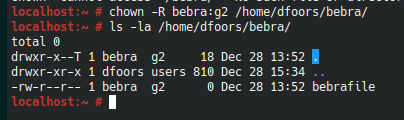 localhost:~ # chown -R bebra:g2 /home/dfoors/bebra/
localhost:~ # ls -la /home/dfoors/bebra/
total 0
drwxr-x--T 1 bebra  g2     18 Dec 28 13:52 .
drwxr-xr-x 1 dfoors users 810 Dec 28 15:34 ..
-rw-r--r-- 1 bebra  g2      0 Dec 28 13:52 bebrafile
localhost:~ #